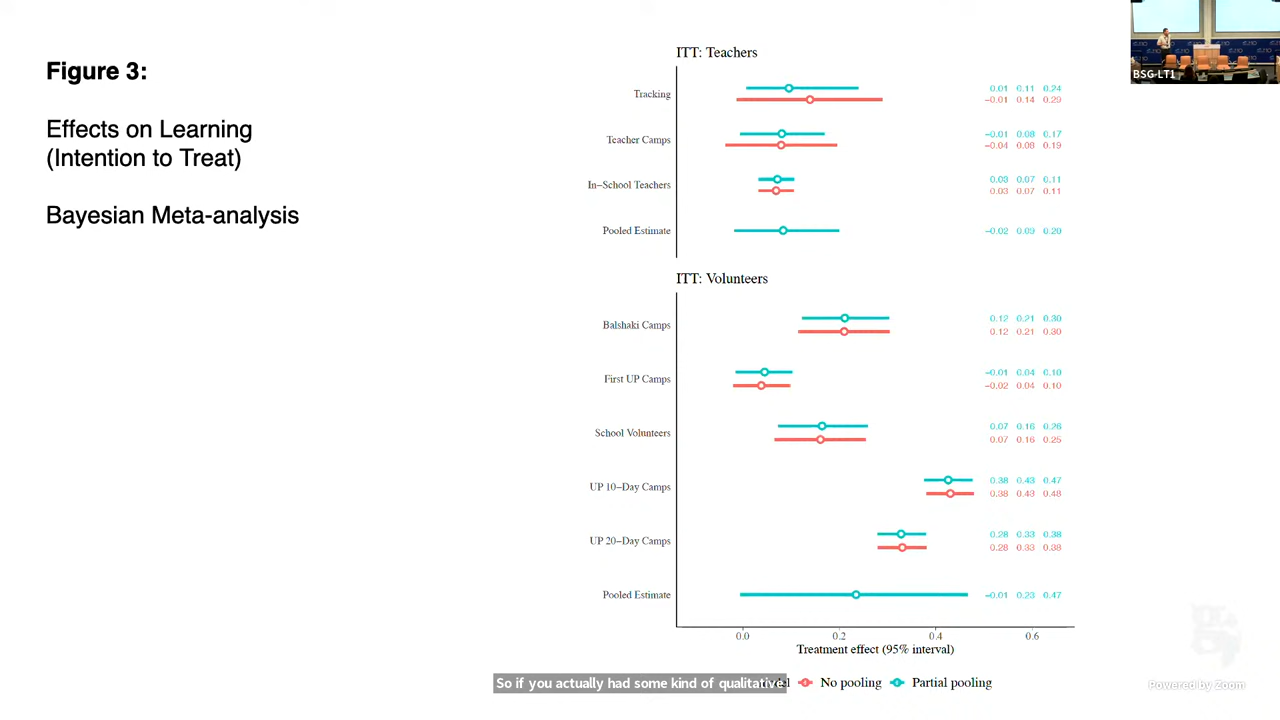 Figure 3:
Effects on Learning
(Intention to Treat)
Bayesian Meta-analysis
BSG-LT1
ITT: Teachers
Tracking
0.01 0.11 0.24
−0.01 0.14 0.29
Teacher Camps
−0.01 0.08 0.17
−0.04 0.08 0.19
In−School Teachers
0.03 0.07 0.11
0.03 0.07 0.11
Pooled Estimate
−0.02 0.09 0.20
ITT: Volunteers
Balshaki Camps
0.12 0.21 0.30
0.12 0.21 0.30
First UP Camps
−0.01 0.04 0.10
−0.02 0.04 0.10
School Volunteers
0.07 0.16 0.26
0.07 0.16 0.25
UP 10−Day Camps
0.38 0.43 0.47
0.38 0.43 0.48
UP 20−Day Camps
0.28 0.33 0.38
0.28 0.33 0.38
Pooled Estimate
−0.01 0.23 0.47
0.0 0.2 0.4 0.6
Treatment effect (95% interval)
So if you actually had some kind of qualitative
No pooling Partial pooling
Powered by Zoom